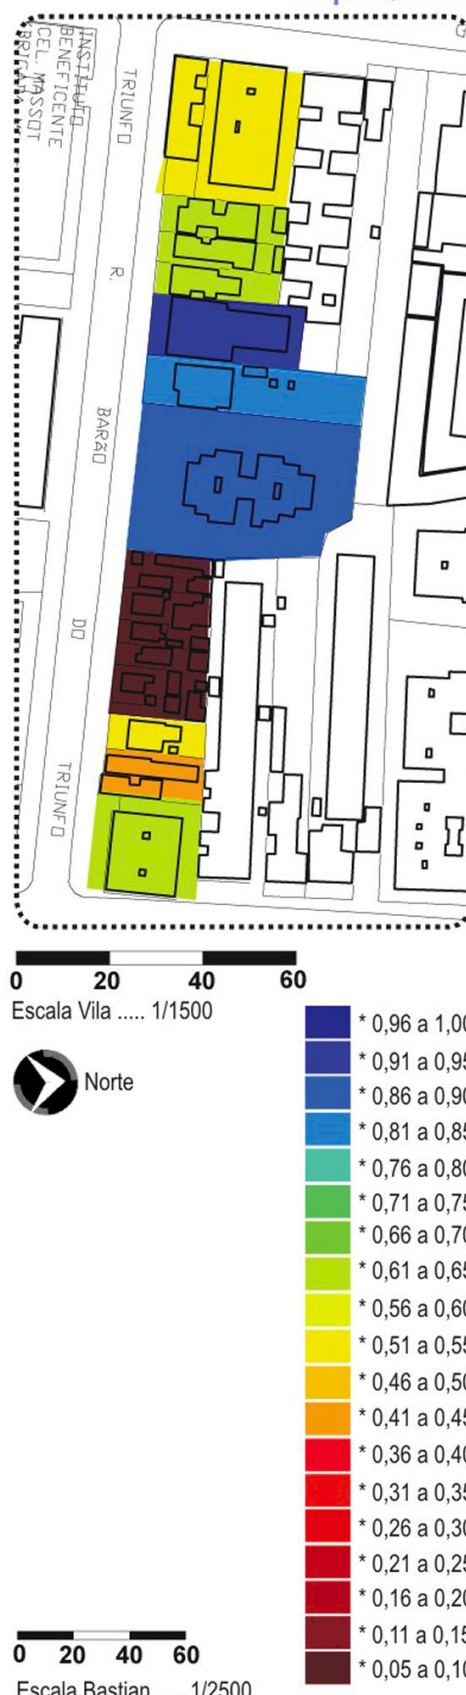 INSTITUTO
BENEFICENTE
CEL. MASSOT
TRIUNFO
R.
BARÃO
DO
TRIUNFO
0 20 40 60
Escala Vila ..... 1/1500
Norte
* 0,96 a 1,00
* 0,91 a 0,95
* 0,86 a 0,90
* 0,81 a 0,85
* 0,76 a 0,80
* 0,71 a 0,75
* 0,66 a 0,70
* 0,61 a 0,65
* 0,56 a 0,60
* 0,51 a 0,55
* 0,46 a 0,50
* 0,41 a 0,45
* 0,36 a 0,40
* 0,31 a 0,35
* 0,26 a 0,30
* 0,21 a 0,25
* 0,16 a 0,20
* 0,11 a 0,15
* 0,05 a 0,10
0 20 40 60
Escala Bastian ..... 1/2500